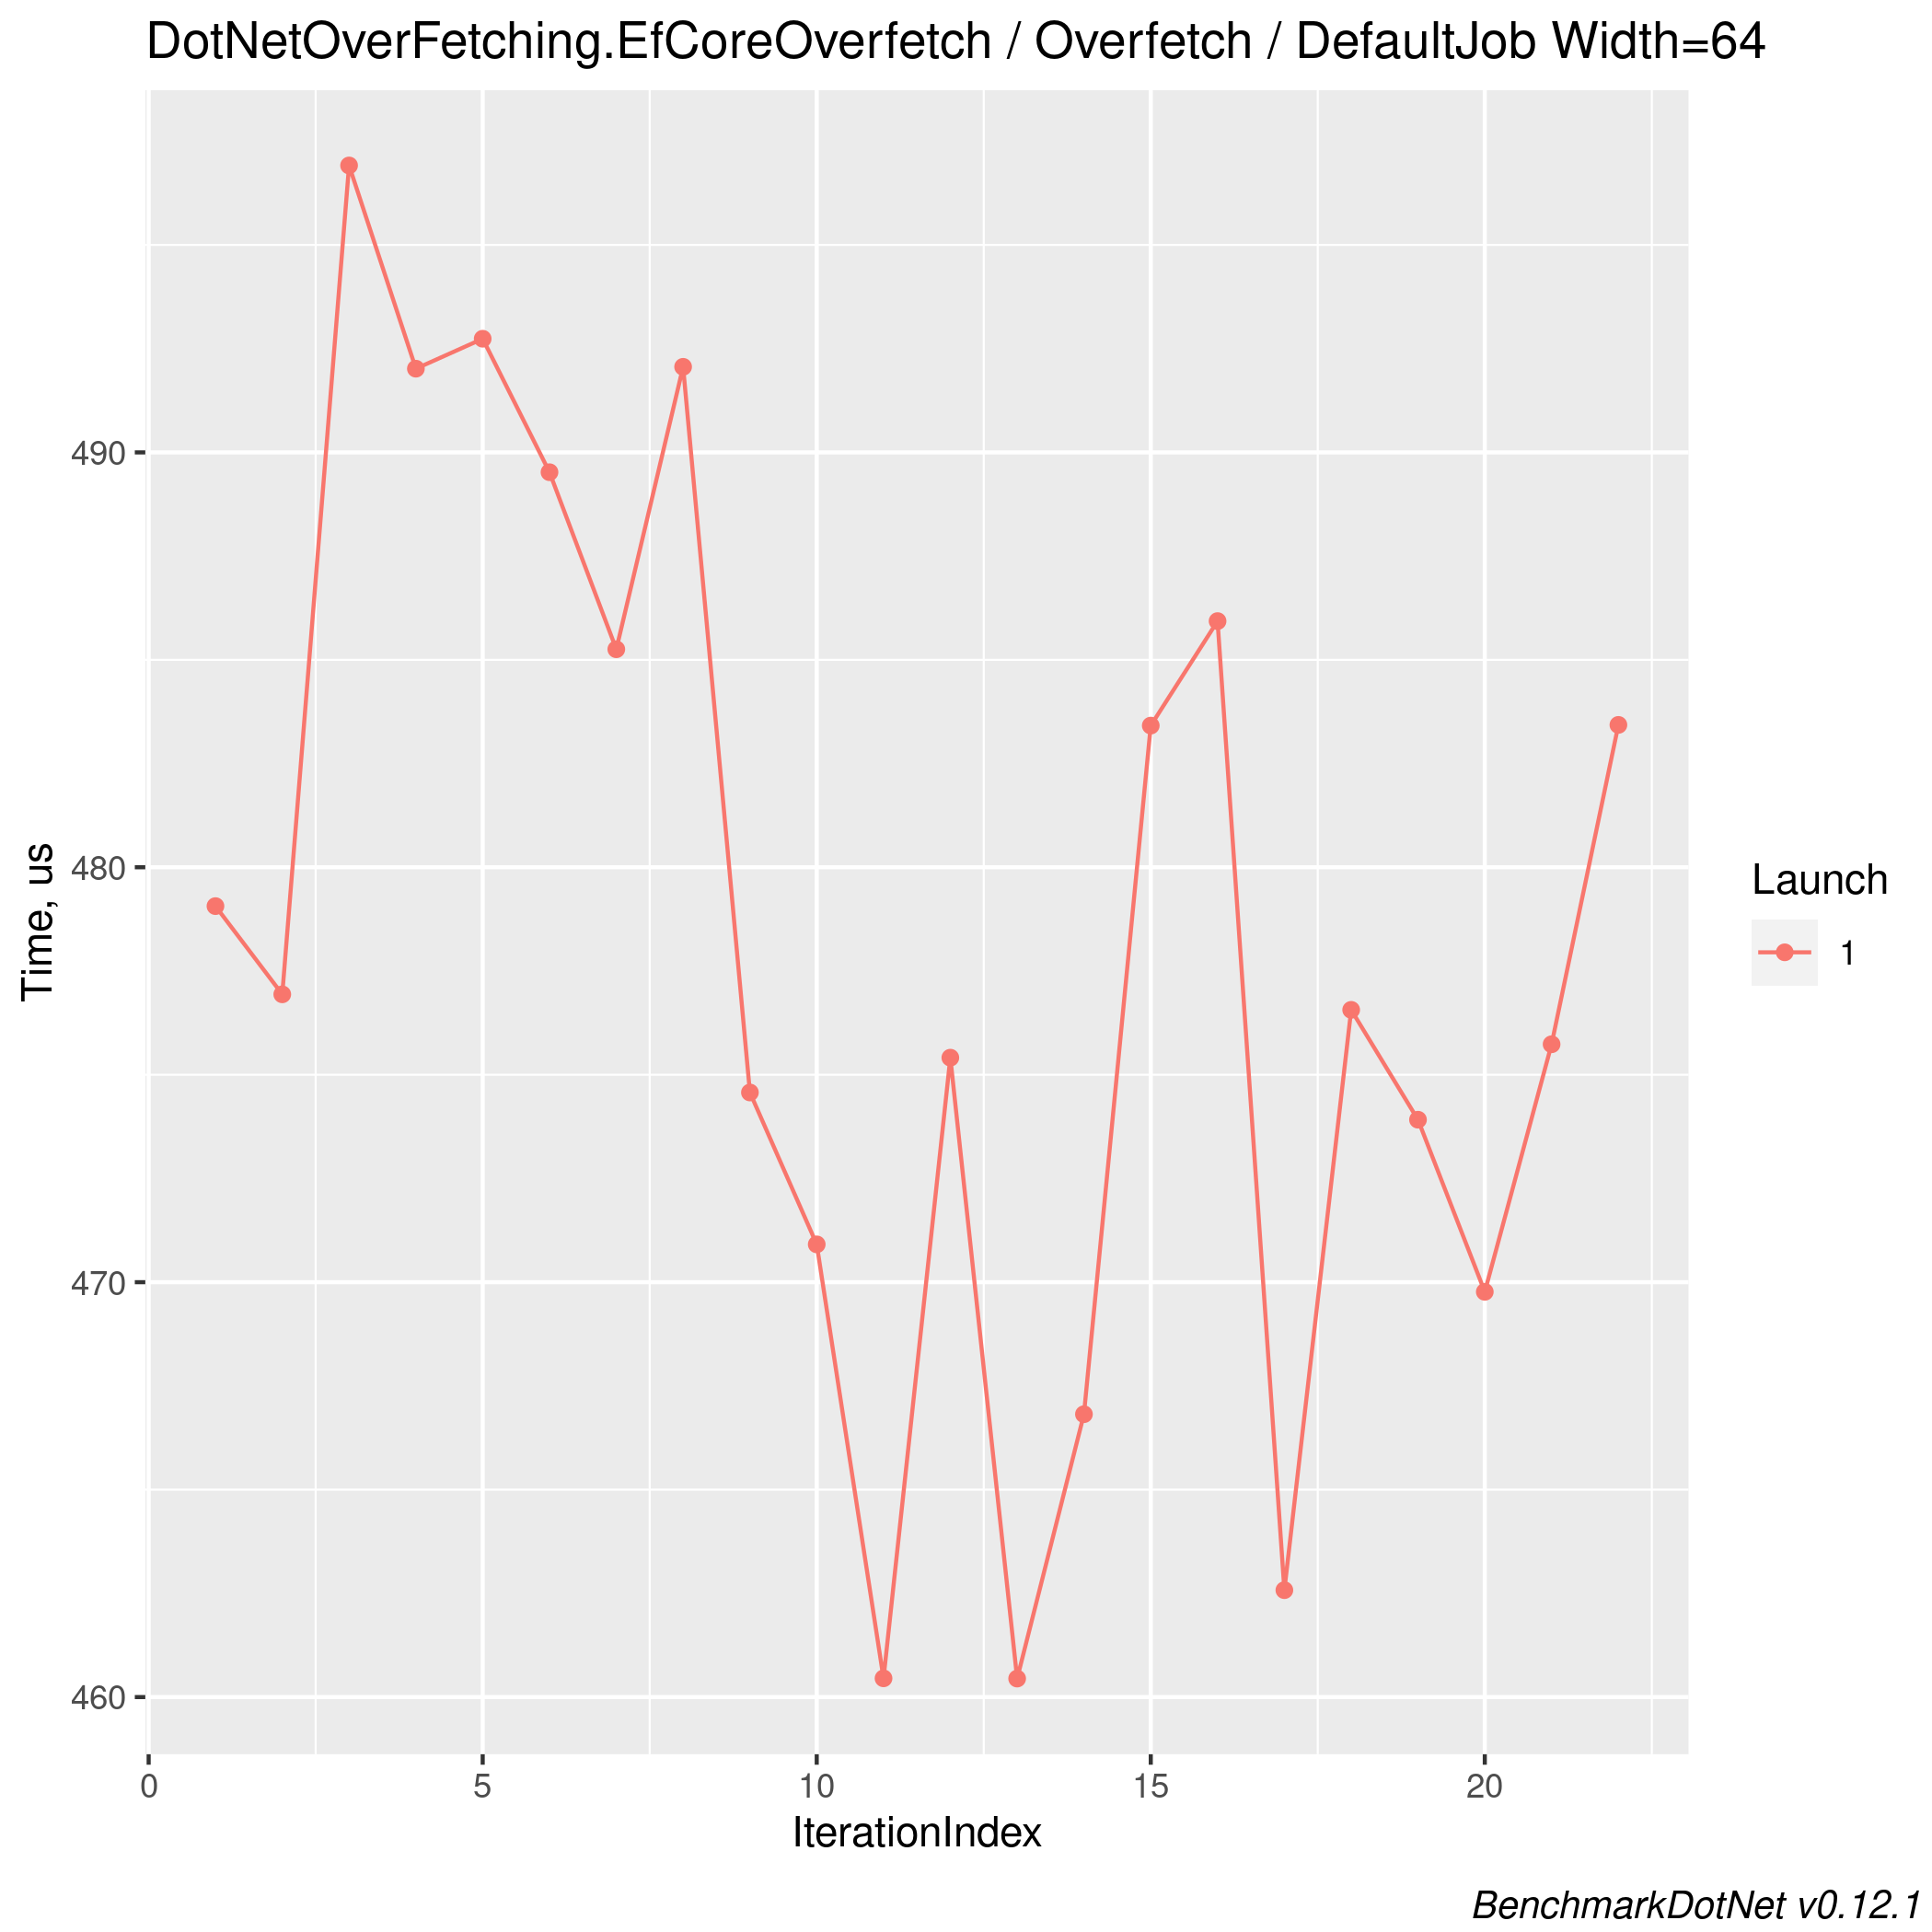 DotNetOverFetching.EfCoreOverfetch / Overfetch / DefaultJob Width=64
Time, us
490
480
470
460
0 5 10 15 20
IterationIndex
Launch
1
BenchmarkDotNet v0.12.1